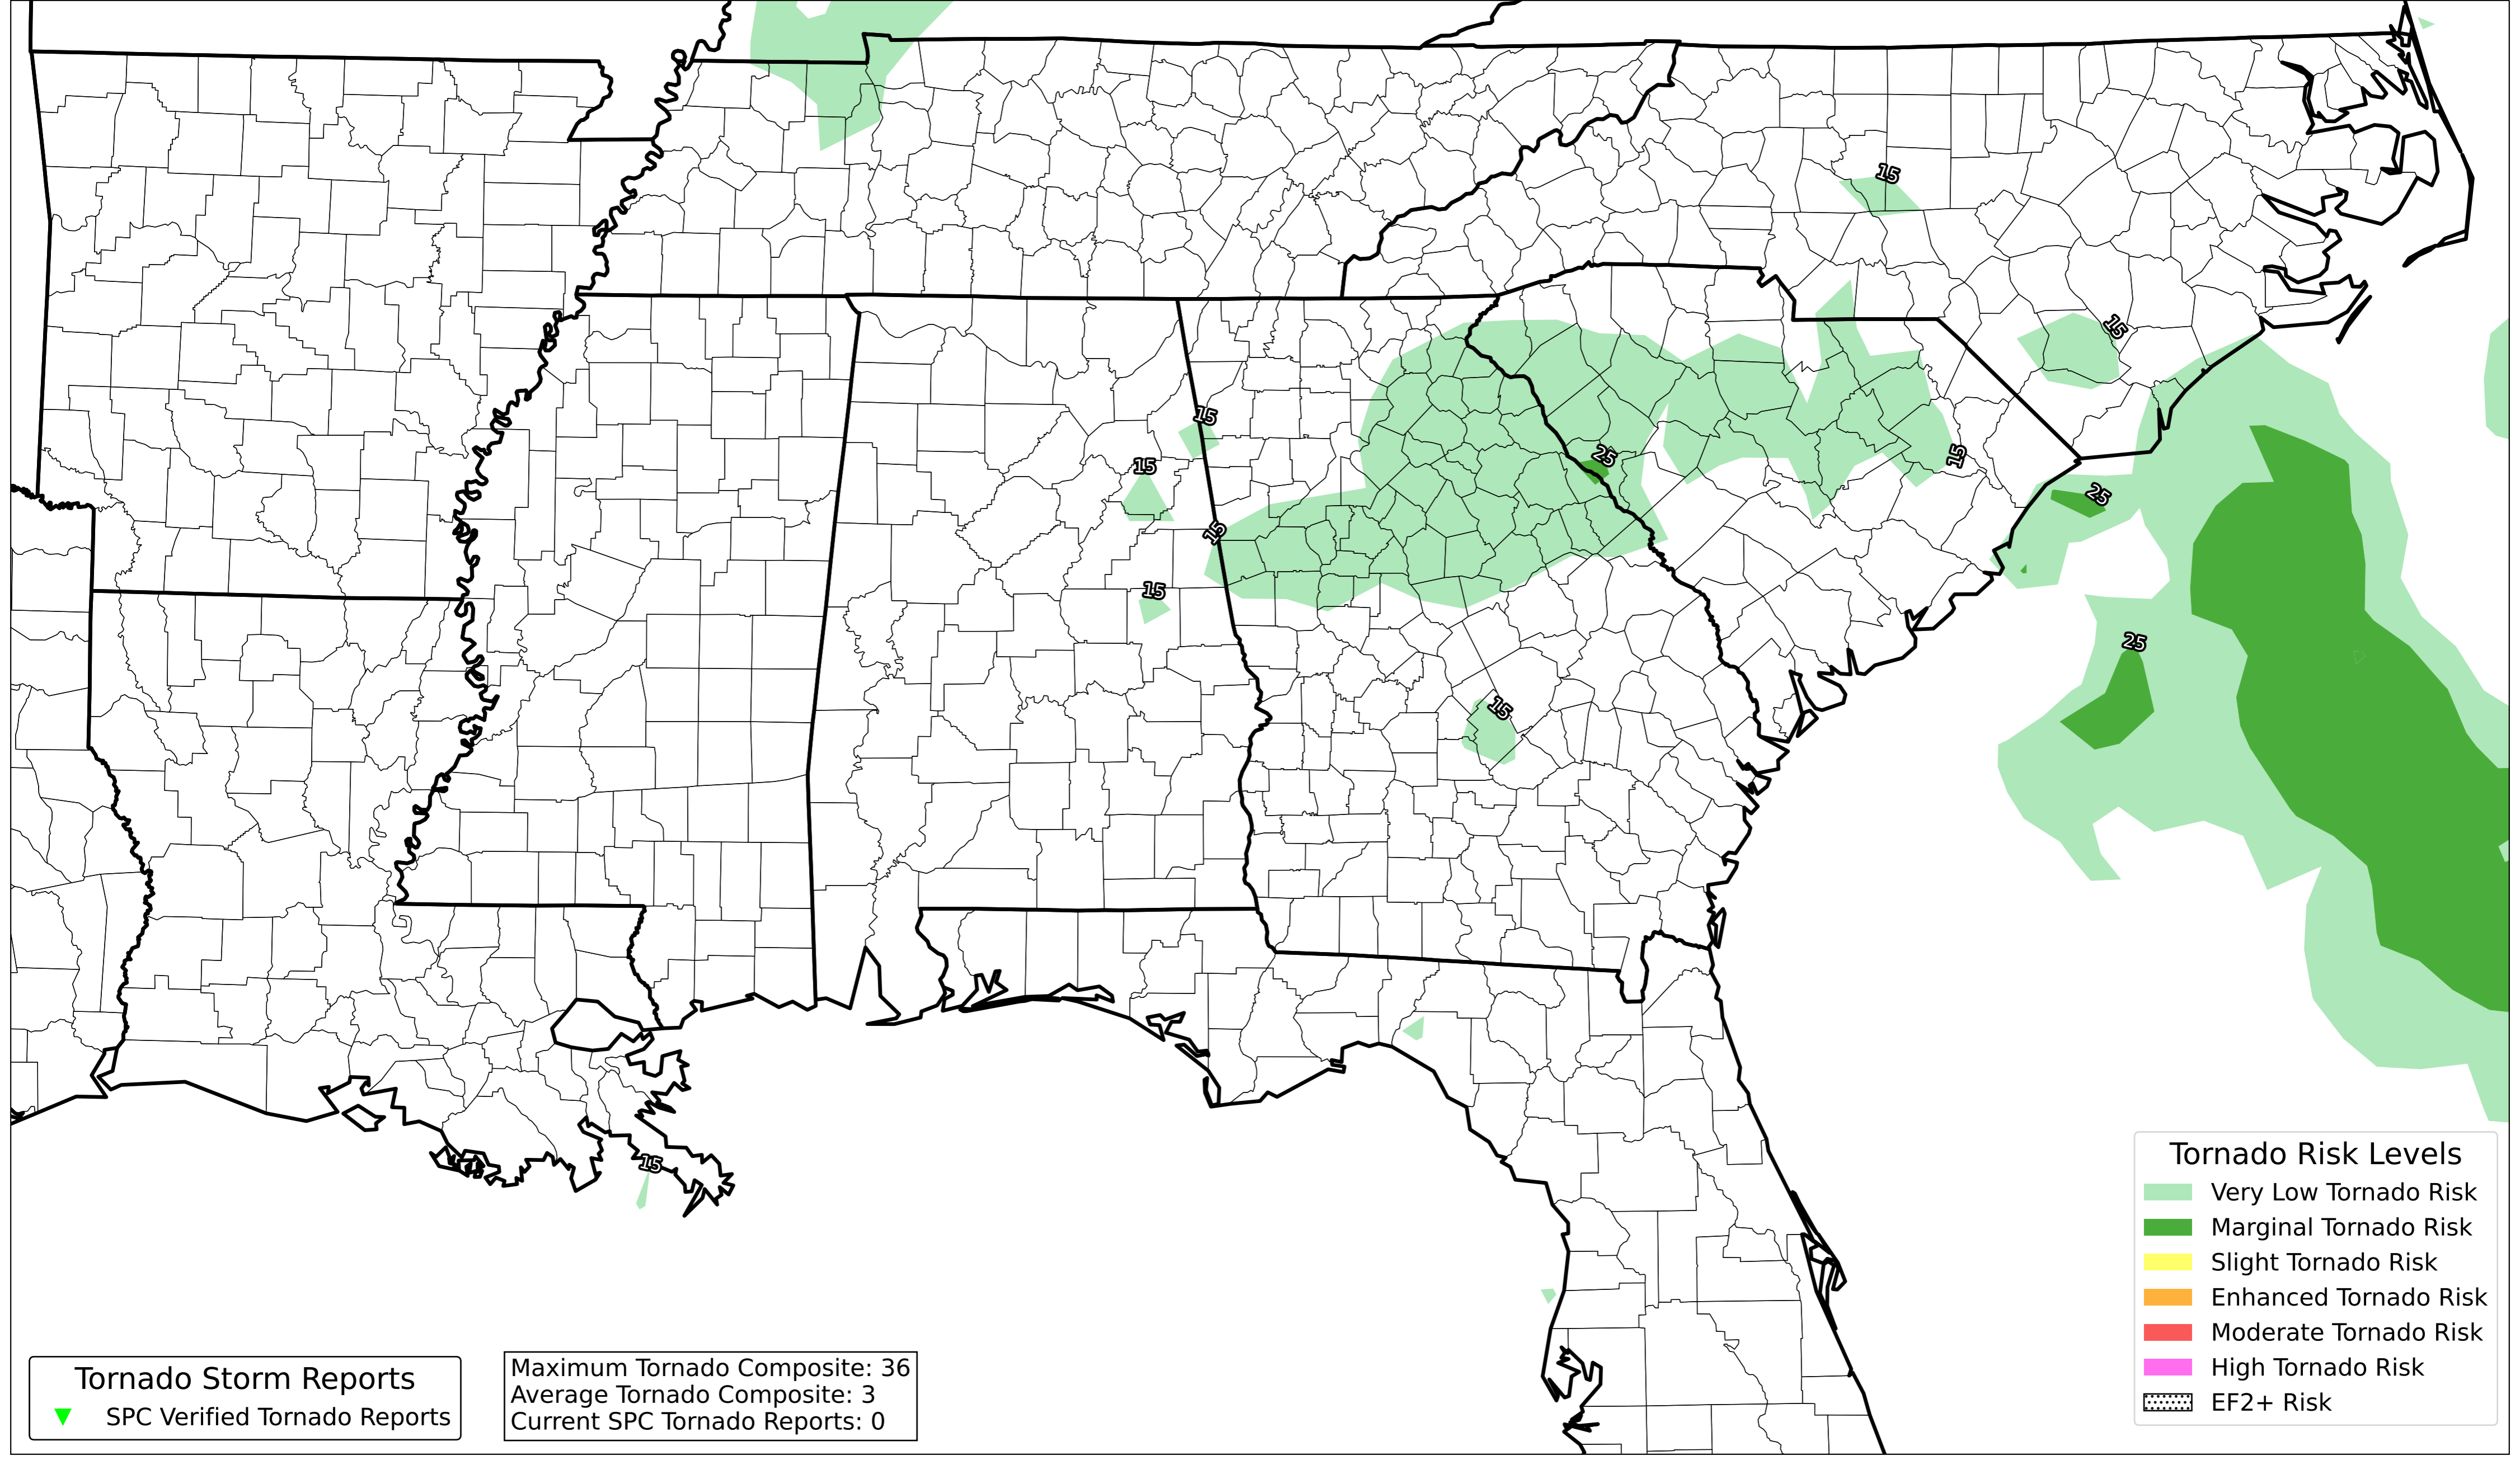 15
15
15
25
15
15
25
15
15
25
15
15
Tornado Risk Levels
Very Low Tornado Risk
Marginal Tornado Risk
Slight Tornado Risk
Enhanced Tornado Risk
Moderate Tornado Risk
High Tornado Risk
EF2+ Risk
Tornado Storm Reports
SPC Verified Tornado Reports
Maximum Tornado Composite: 36
Average Tornado Composite: 3
Current SPC Tornado Reports: 0